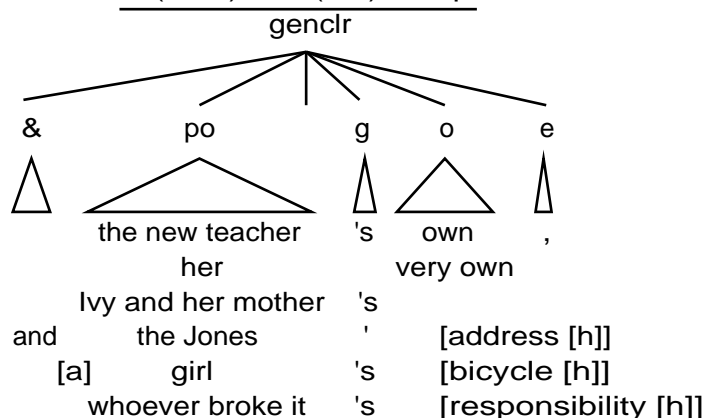 genclr
& po g o e
the new teacher 's own ,
her very own
Ivy and her mother 's
and the Jones ' [address [h]]
[a] girl 's [bicycle [h]]
whoever broke it 's [responsibility [h]]